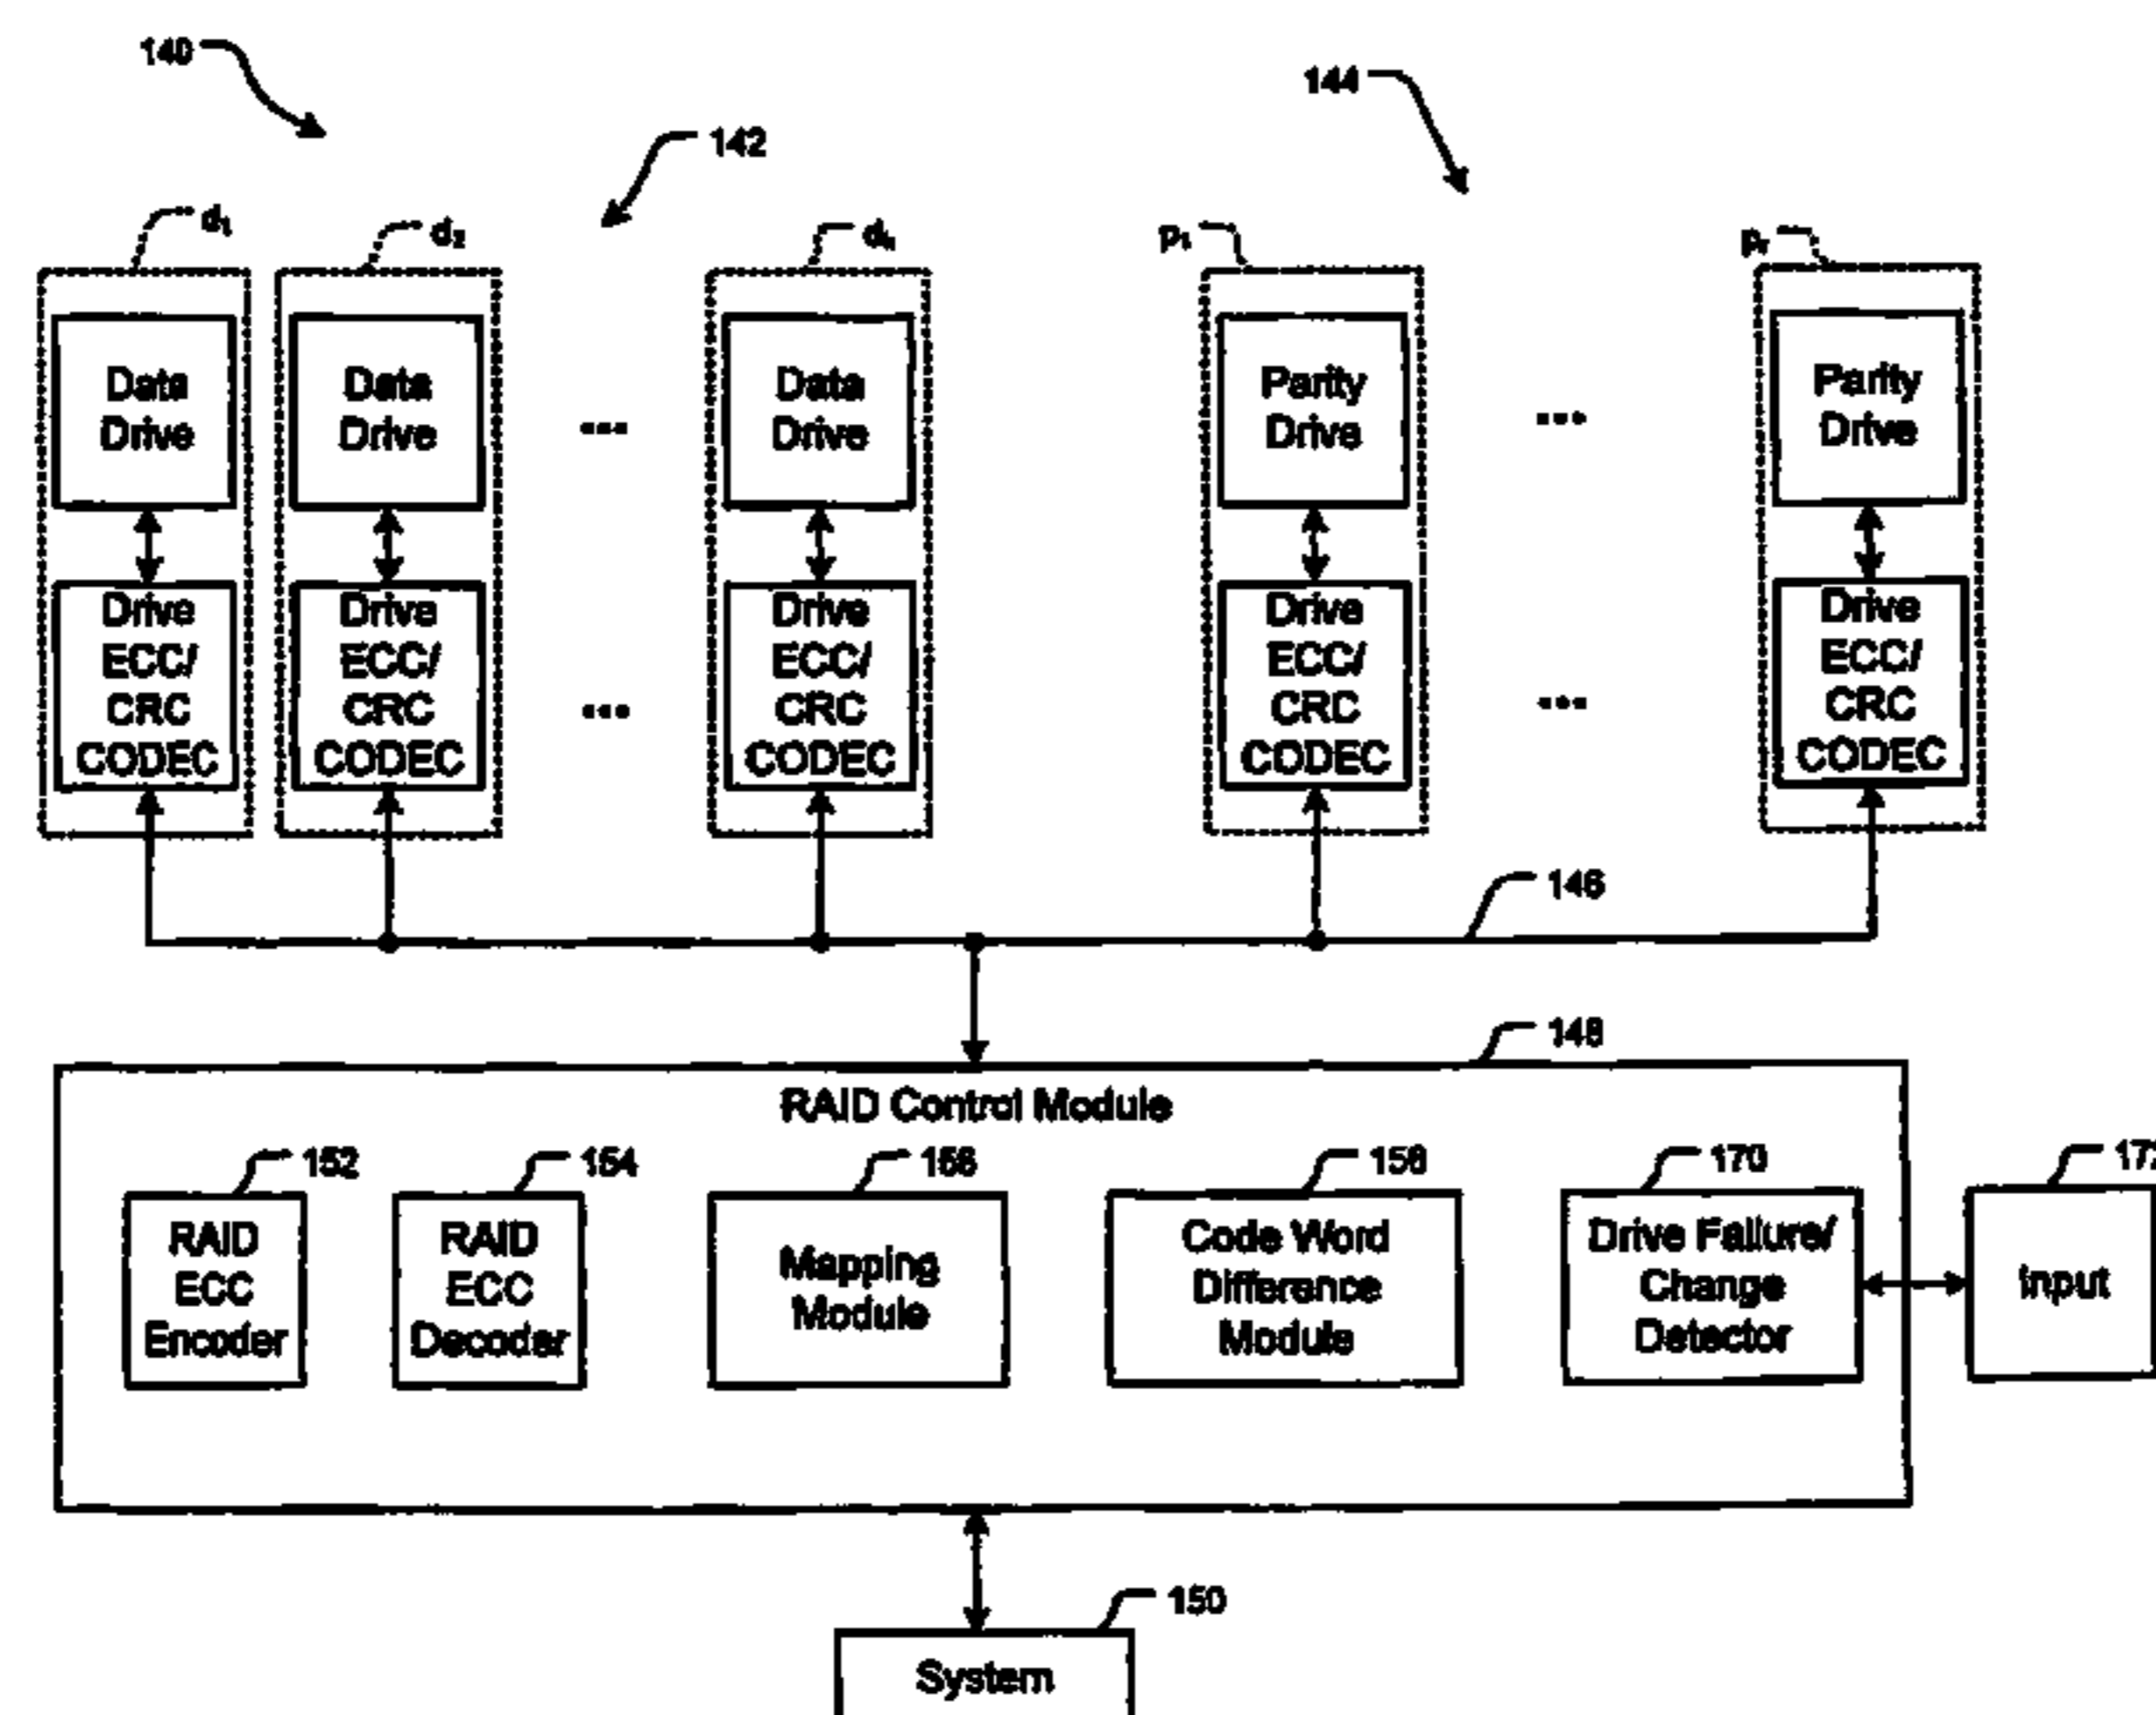 140
144
142
d1
d2
p1
pr
Data Drive
Data Drive
...
Data Drive
Parity Drive
...
Parity Drive
Drive ECC/ CRC CODEC
Drive ECC/ CRC CODEC
...
Drive ECC/ CRC CODEC
Drive ECC/ CRC CODEC
...
Drive ECC/ CRC CODEC
146
148
RAID Control Module
152
154
156
158
170
RAID ECC Encoder
RAID ECC Decoder
Mapping Module
Code Word Difference Module
Drive Failure/ Change Detector
Input
150
System